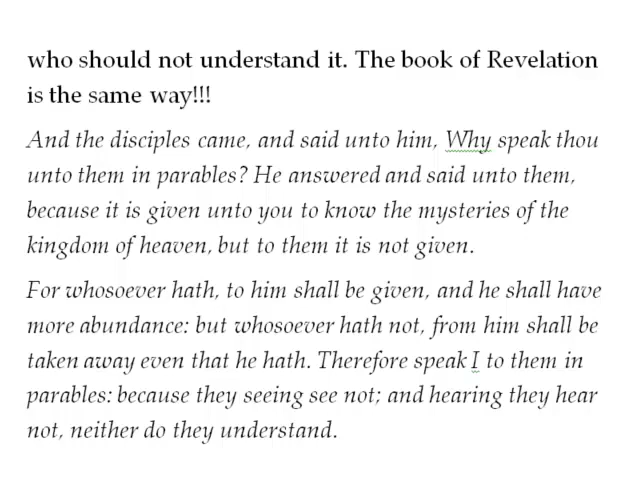 who should not understand it. The book of Revelation
is the same way!!!
And the disciples came, and said unto him, Why speak thou
unto them in parables? He answered and said unto them,
because it is given unto you to know the mysteries of the
kingdom of heaven, but to them it is not given.
For whosoever hath, to him shall be given, and he shall have
more abundance: but whosoever hath not, from him shall be
taken away even that he hath. Therefore speak I to them in
parables: because they seeing see not; and hearing they hear
not, neither do they understand.